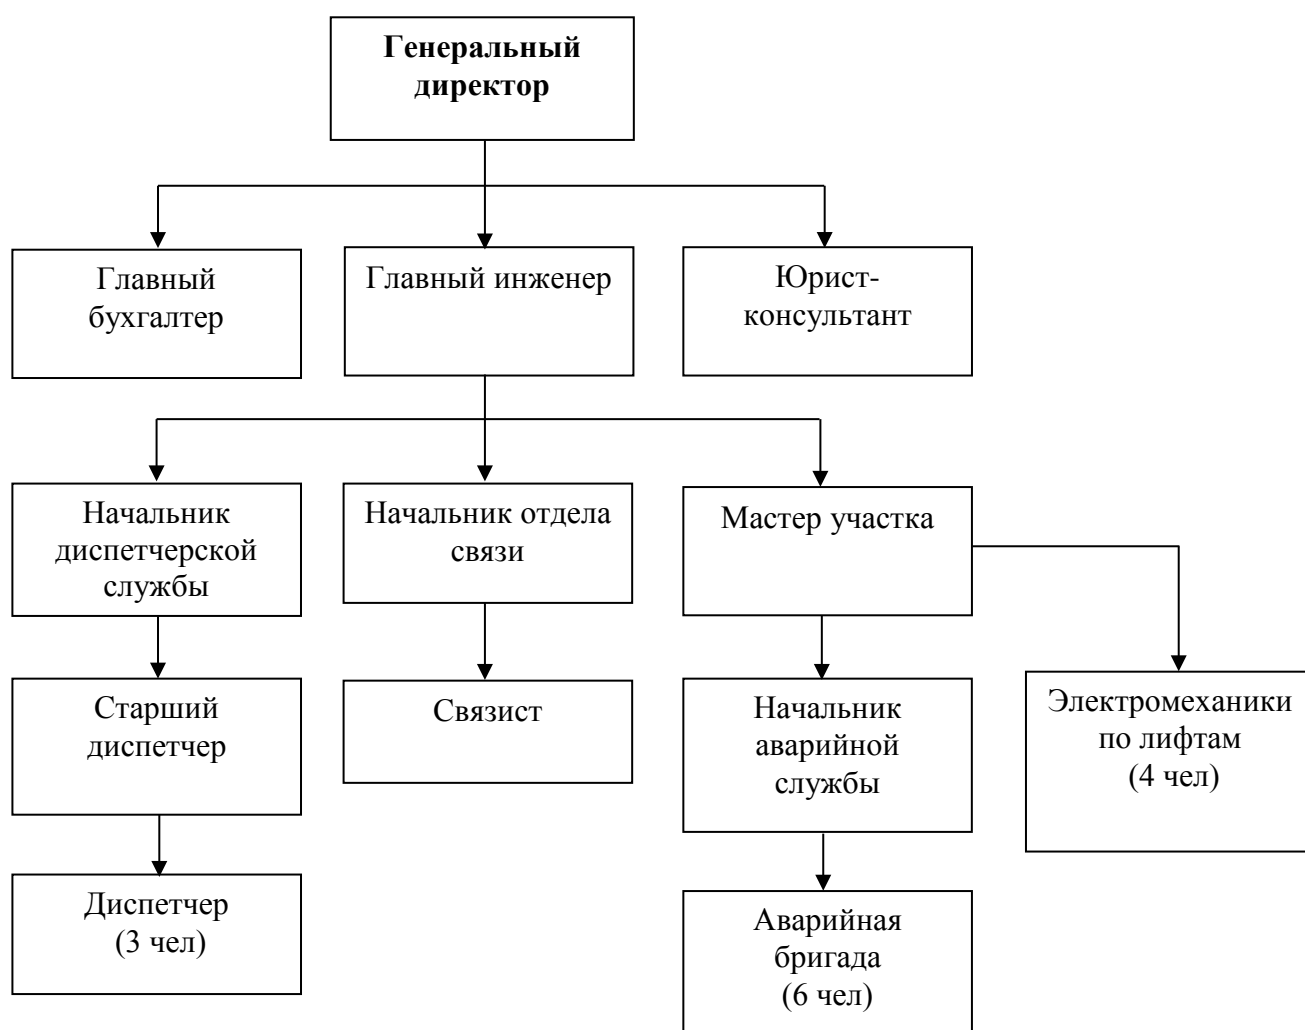 Генеральный
директор
Главный
бухгалтер
Главный инженер
Юрист-
консультант
Начальник
диспетчерской
службы
Начальник отдела
связи
Мастер участка
Старший
диспетчер
Связист
Начальник
аварийной
службы
Электромеханики
по лифтам
(4 чел)
Диспетчер
(3 чел)
Аварийная
бригада
(6 чел)